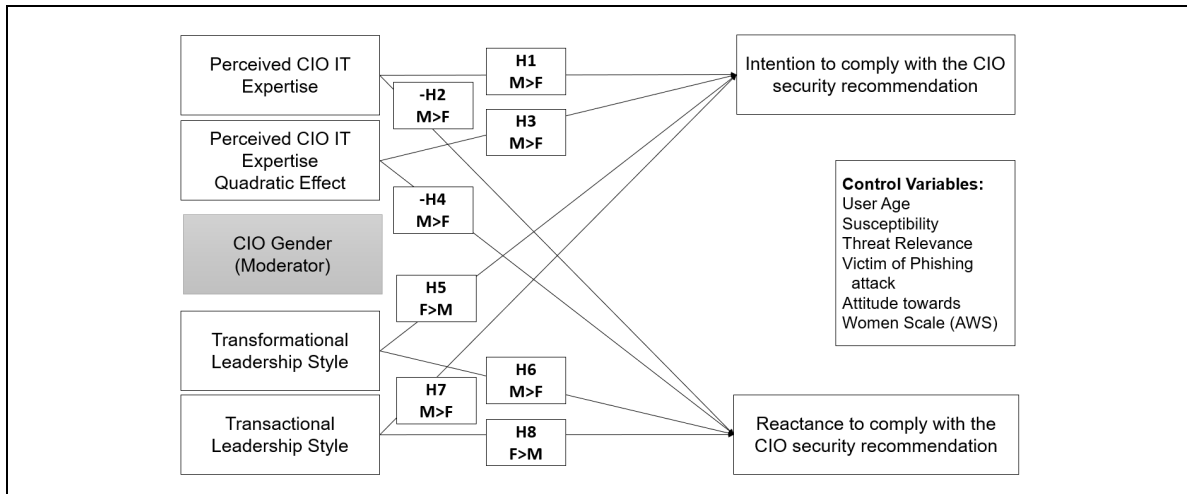 Perceived CIO IT
Expertise
Perceived CIO IT
Expertise
Quadratic Effect
CIO Gender
(Moderator)
Transformational
Leadership Style
Transactional
Leadership Style
H1
M>F
-H2
M>F
H3
M>F
-H4
M>F
H5
F>M
H6
M>F
H7
M>F
H8
F>M
Intention to comply with the CIO
security recommendation
Control Variables:
User Age
Susceptibility
Threat Relevance
Victim of Phishing
attack
Attitude towards
Women Scale (AWS)
Reactance to comply with the
CIO security recommendation